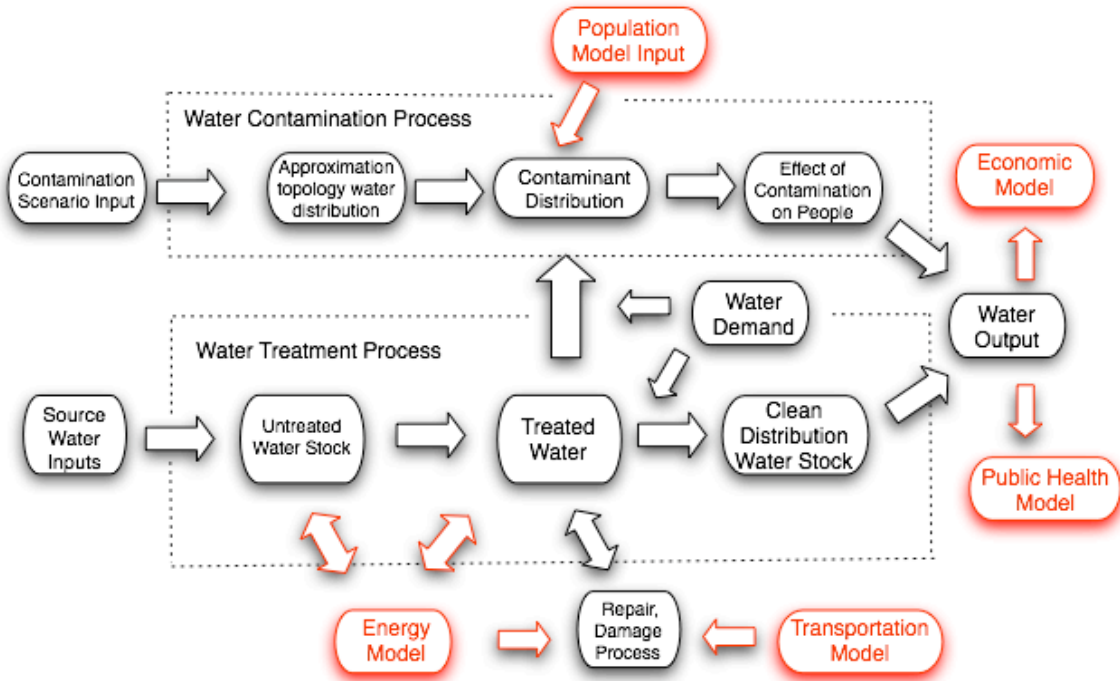 Population
Model Input
Water Contamination Process
Contamination
Scenario Input
Approximation
topology water
distribution
Contaminant
Distribution
Effect of
Contamination
on People
Economic
Model
Water
Demand
Water
Output
Water Treatment Process
Source
Water
Inputs
Untreated
Water Stock
Treated
Water
Clean
Distribution
Water Stock
Public Health
Model
Energy
Model
Repair,
Damage
Process
Transportation
Model